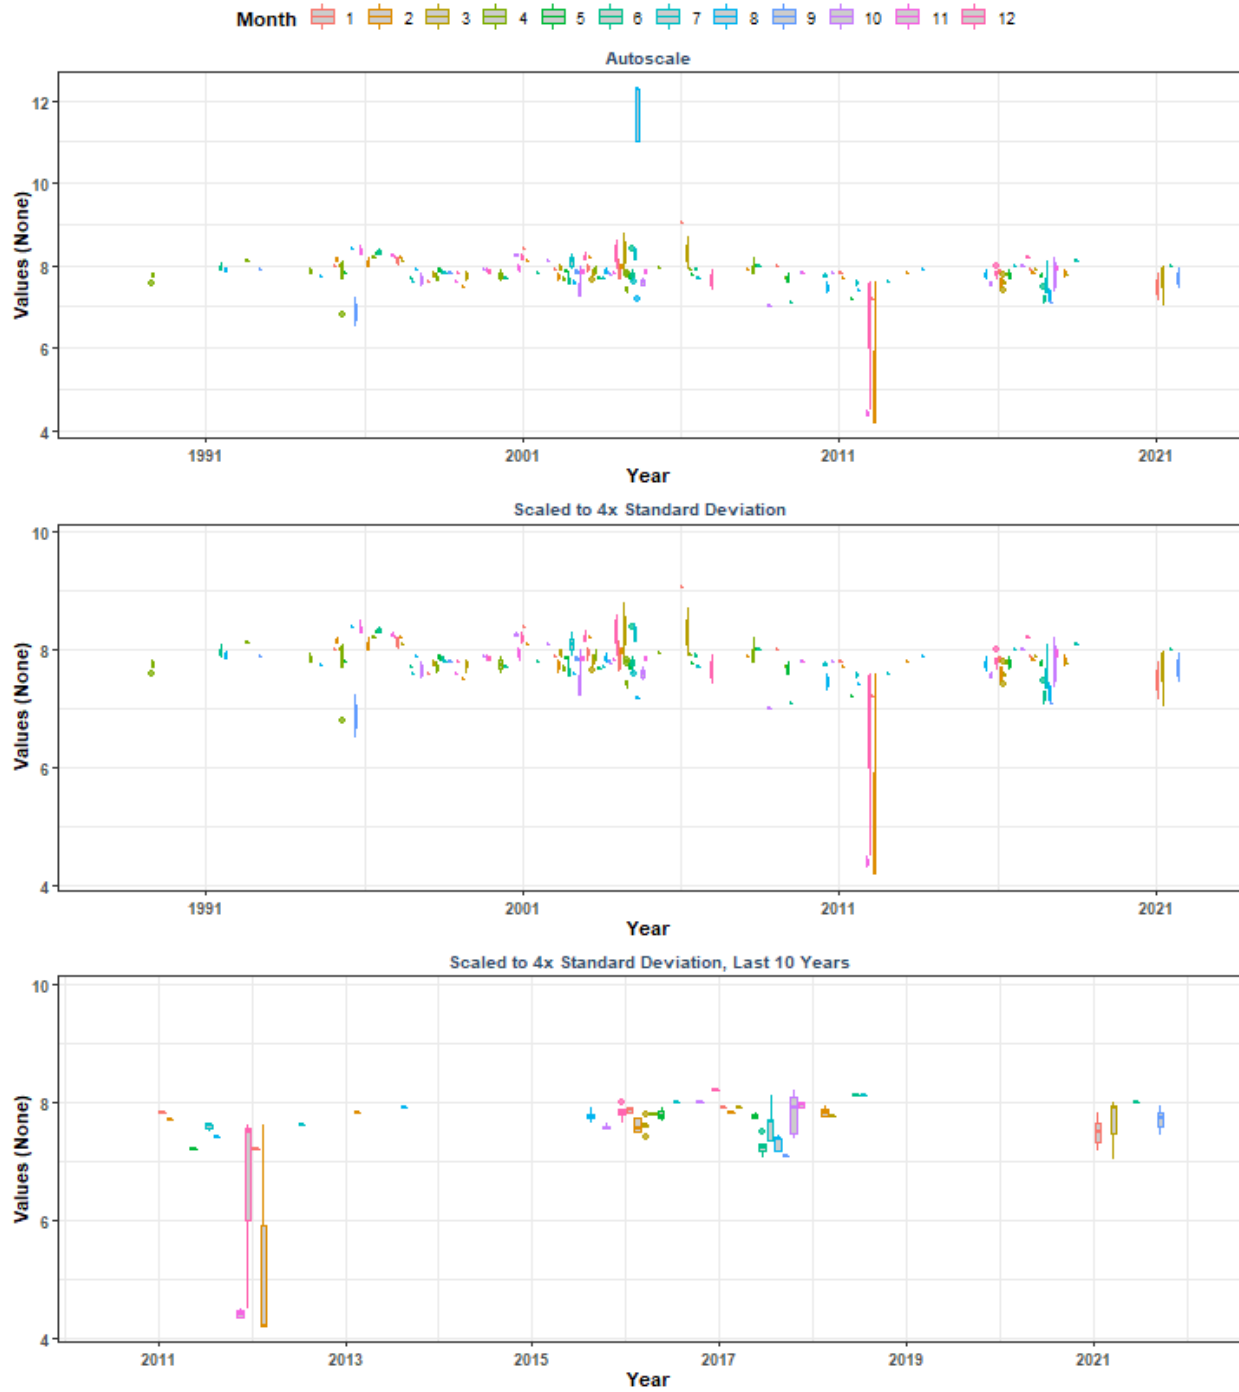 Month 1 2 3 4 5 6 7 8 9 10 11 12
Autoscale
Values (None)
12
10
8
6
4
1991 2001 2011 2021
Year
Scaled to 4x Standard Deviation
Values (None)
10
8
6
4
1991 2001 2011 2021
Year
Scaled to 4x Standard Deviation, Last 10 Years
Values (None)
10
8
6
4
2011 2013 2015 2017 2019 2021
Year